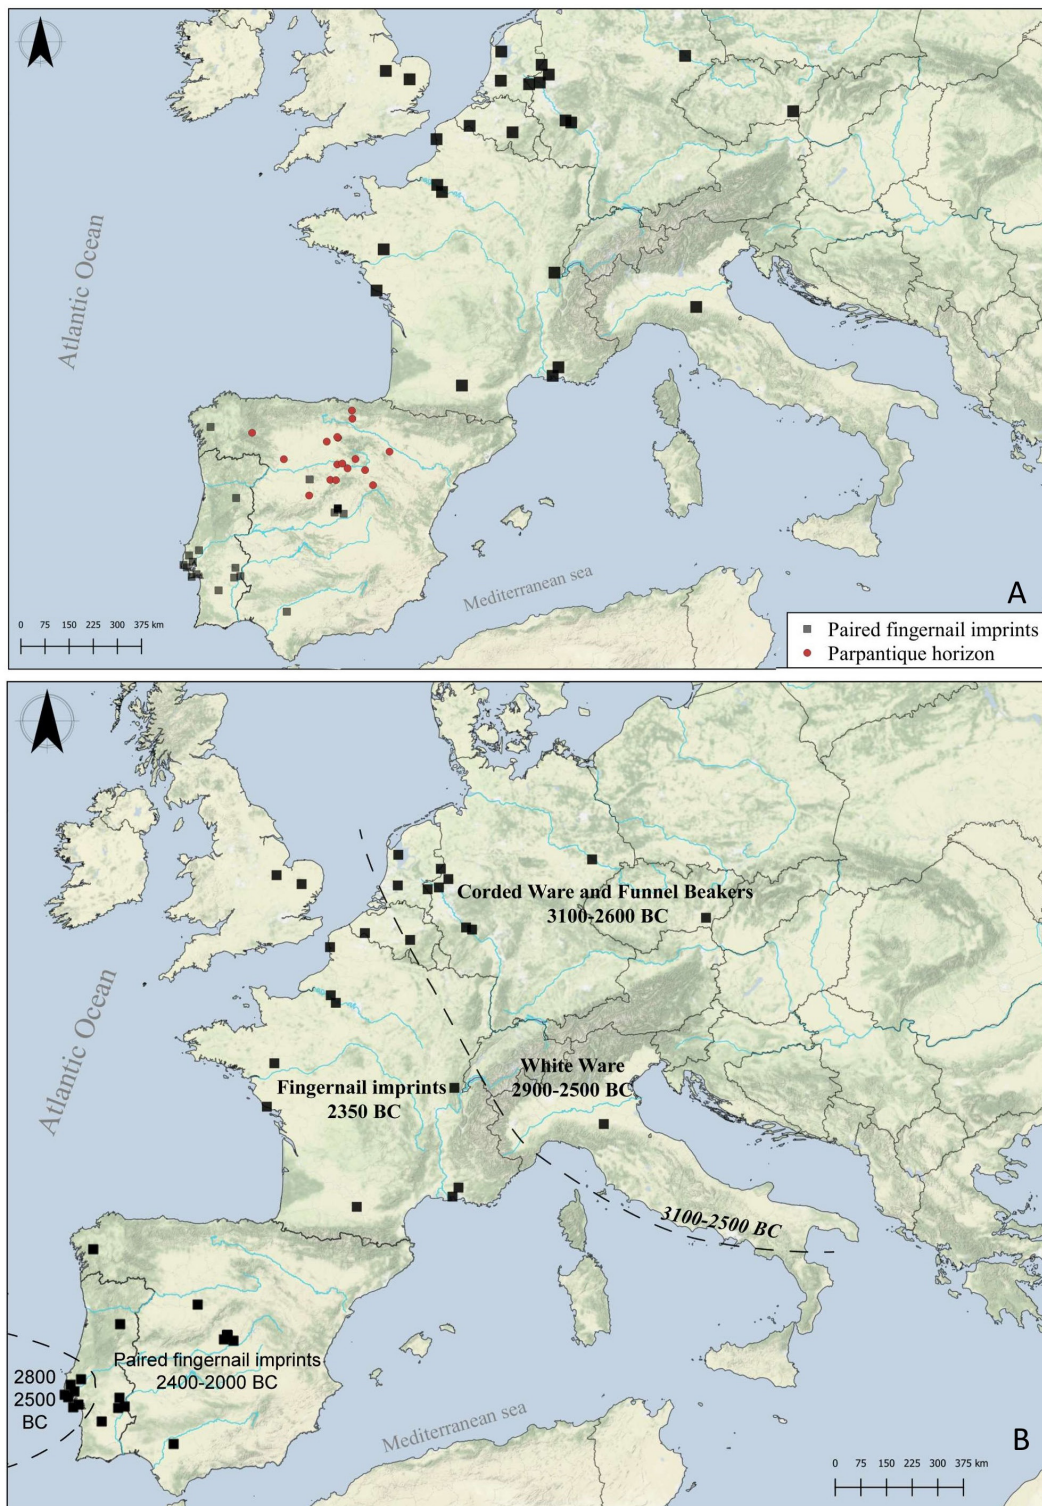 Atlantic Ocean
Mediterranean sea
A
0 75 150 225 300 375 km
Paired fingernail imprints
Parpantique horizon
Corded Ware and Funnel Beakers
3100-2600 BC
Atlantic Ocean
White Ware
2900-2500 BC
Fingernail imprints
2350 BC
3100-2500 BC
Paired fingernail imprints
2400-2000 BC
2800
2500
BC
Mediterranean sea
B
0 75 150 225 300 375 km